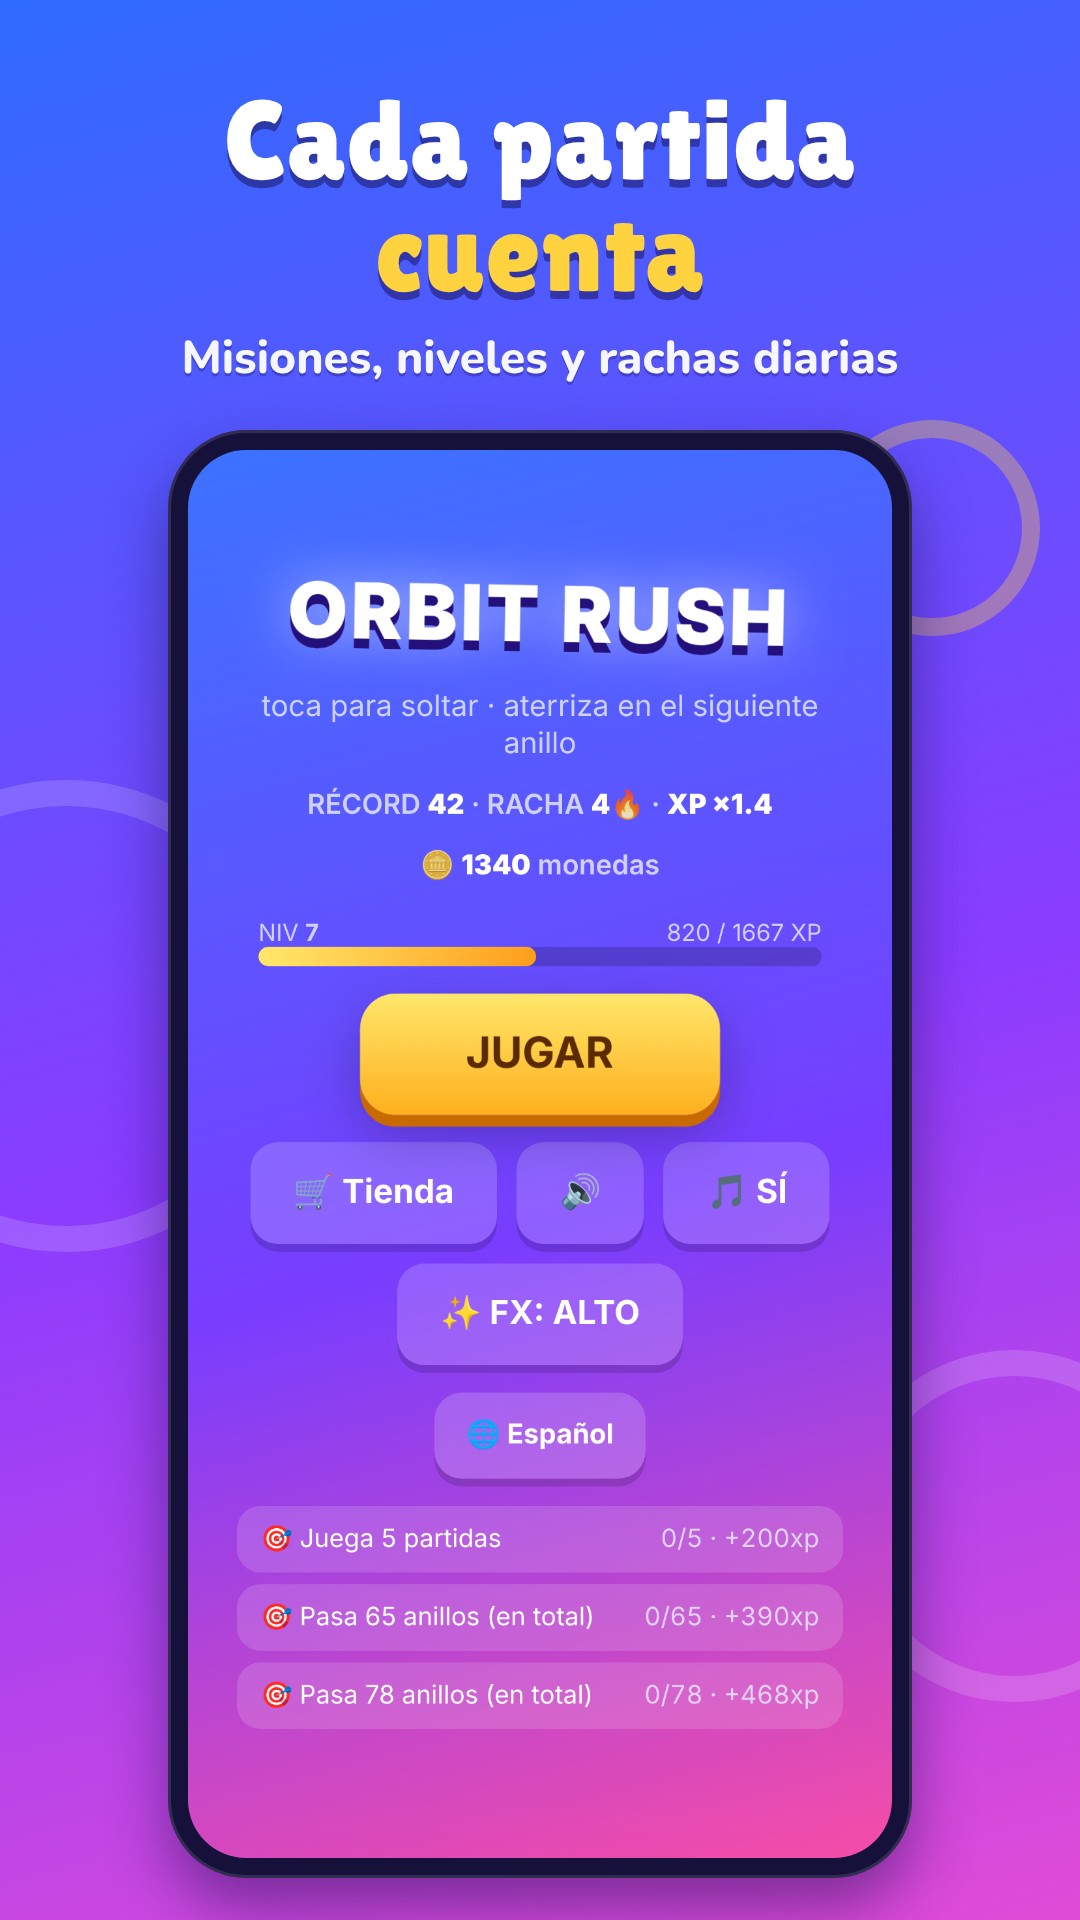 Cada partida
cuenta
Misiones, niveles y rachas diarias
ORBIT RUSH
toca para soltar · aterriza en el siguiente
anillo
RÉCORD 42 · RACHA 4🔥 · XP ×1.4
🪙 1340 monedas
NIV 7 820 / 1667 XP
JUGAR
🛒 Tienda 🔊 🎵 SÍ
✨ FX: ALTO
🌐 Español
🎯 Juega 5 partidas 0/5 · +200xp
🎯 Pasa 65 anillos (en total) 0/65 · +390xp
🎯 Pasa 78 anillos (en total) 0/78 · +468xp